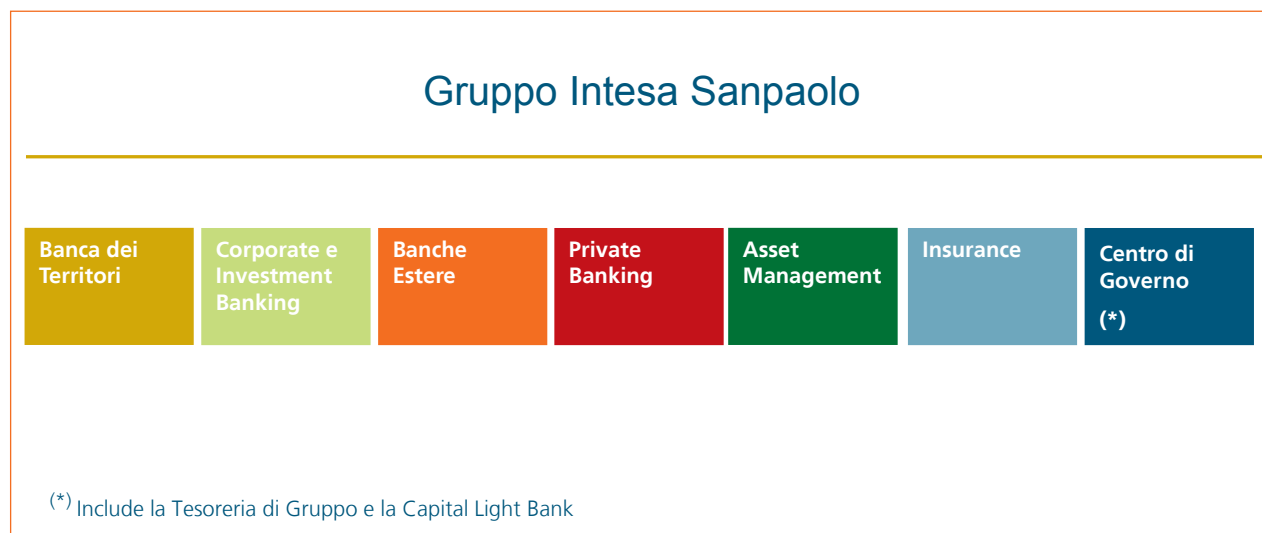 Gruppo Intesa Sanpaolo
Banca dei
Territori
Corporate e
Investment
Banking
Banche
Estere
Private
Banking
Asset
Management
Insurance
Centro di
Governo
(*)
(*) Include la Tesoreria di Gruppo e la Capital Light Bank